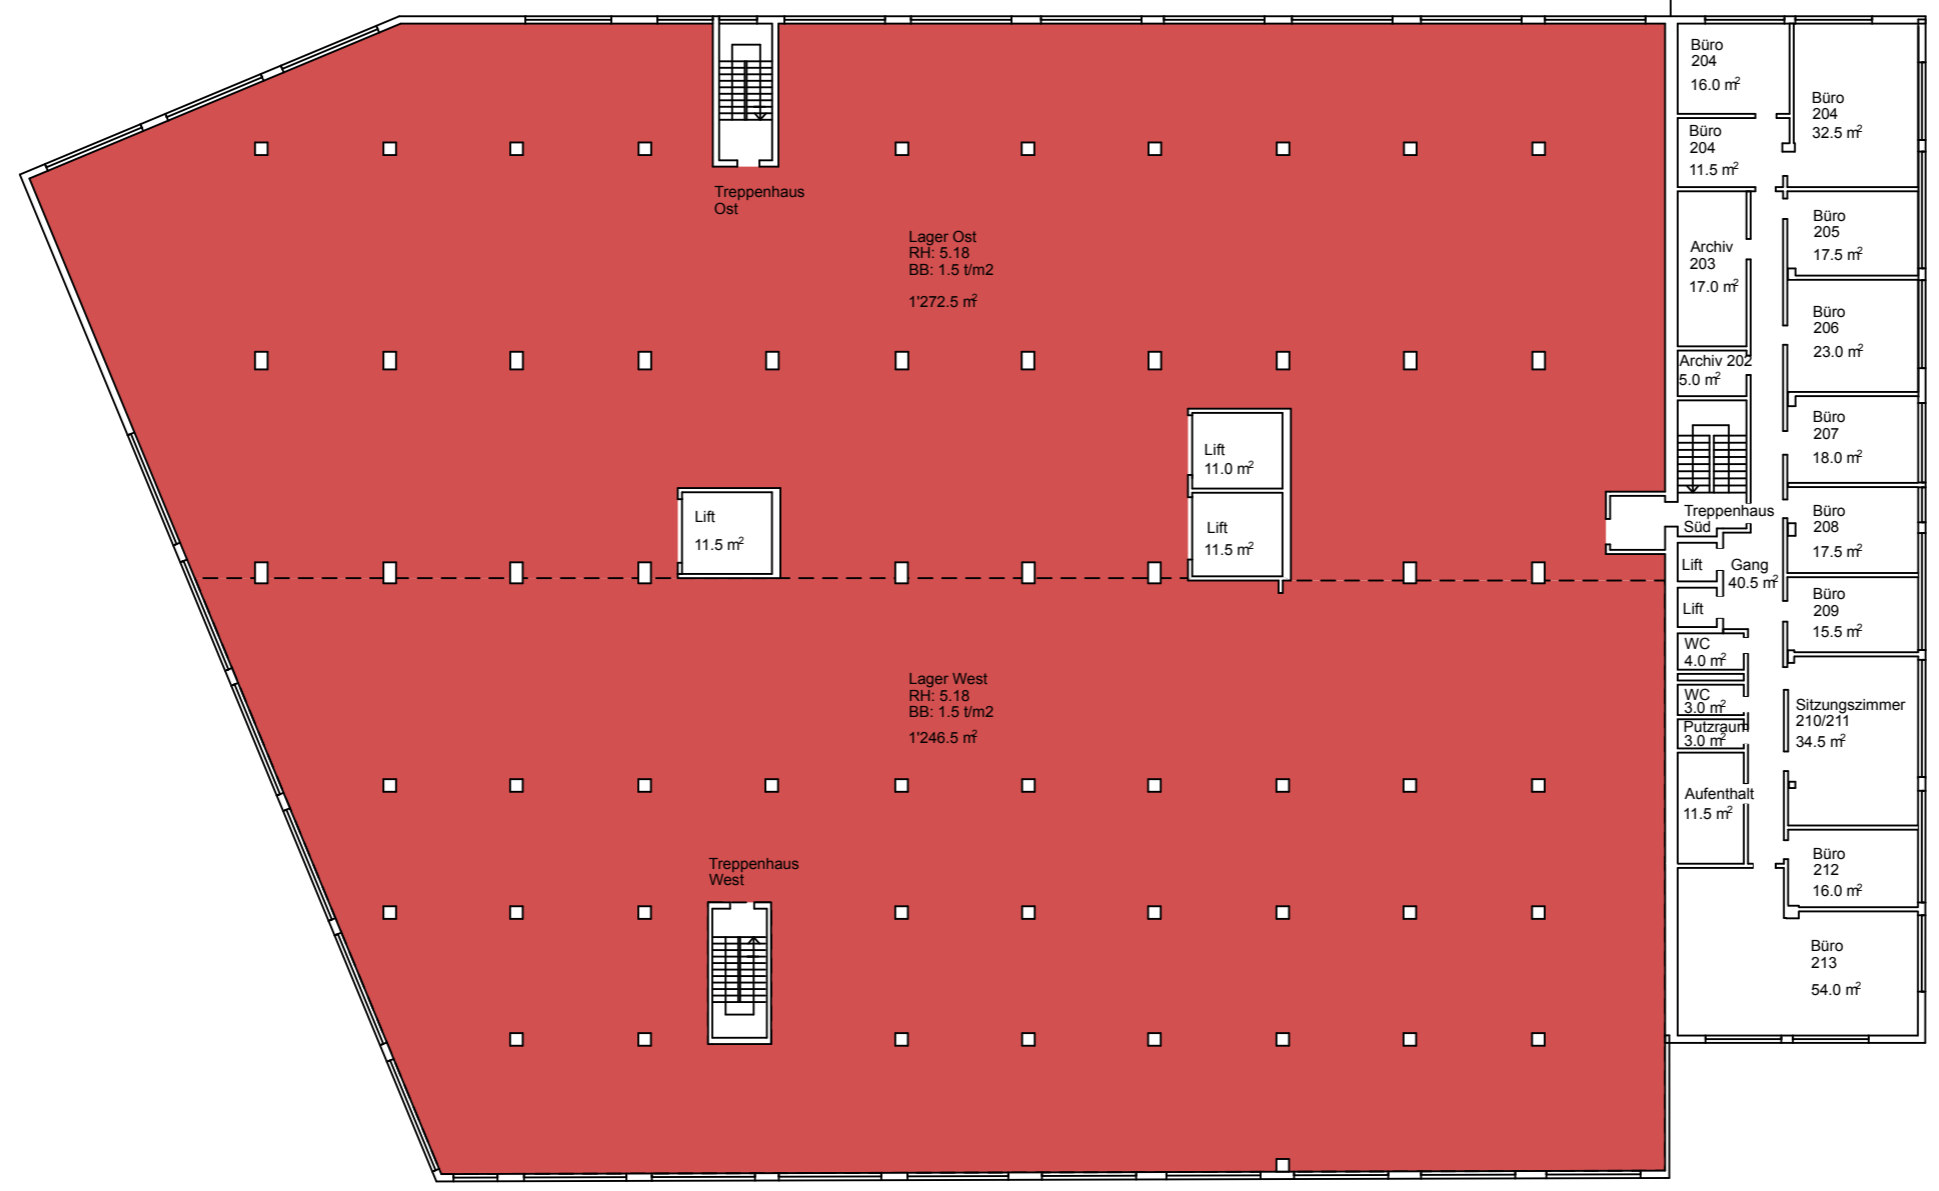 Treppenhaus
Ost
Lager Ost
RH: 5.18
BB: 1.5 t/m2
1'272.5 m²
Lift
11.0 m²
Lift
11.5 m²
Lift
11.5 m²
Lager West
RH: 5.18
BB: 1.5 t/m2
1'246.5 m²
Treppenhaus
West
Büro
204
16.0 m²
Büro
204
32.5 m²
Büro
204
11.5 m²
Büro
205
17.5 m²
Archiv
203
17.0 m²
Büro
206
23.0 m²
Archiv 202
5.0 m²
Büro
207
18.0 m²
Treppenhaus
Süd
Büro
208
17.5 m²
Lift
Gang
40.5 m²
Lift
Büro
209
15.5 m²
WC
4.0 m²
WC
3.0 m²
Putzraum
3.0 m²
Sitzungszimmer
210/211
34.5 m²
Aufenthalt
11.5 m²
Büro
212
16.0 m²
Büro
213
54.0 m²